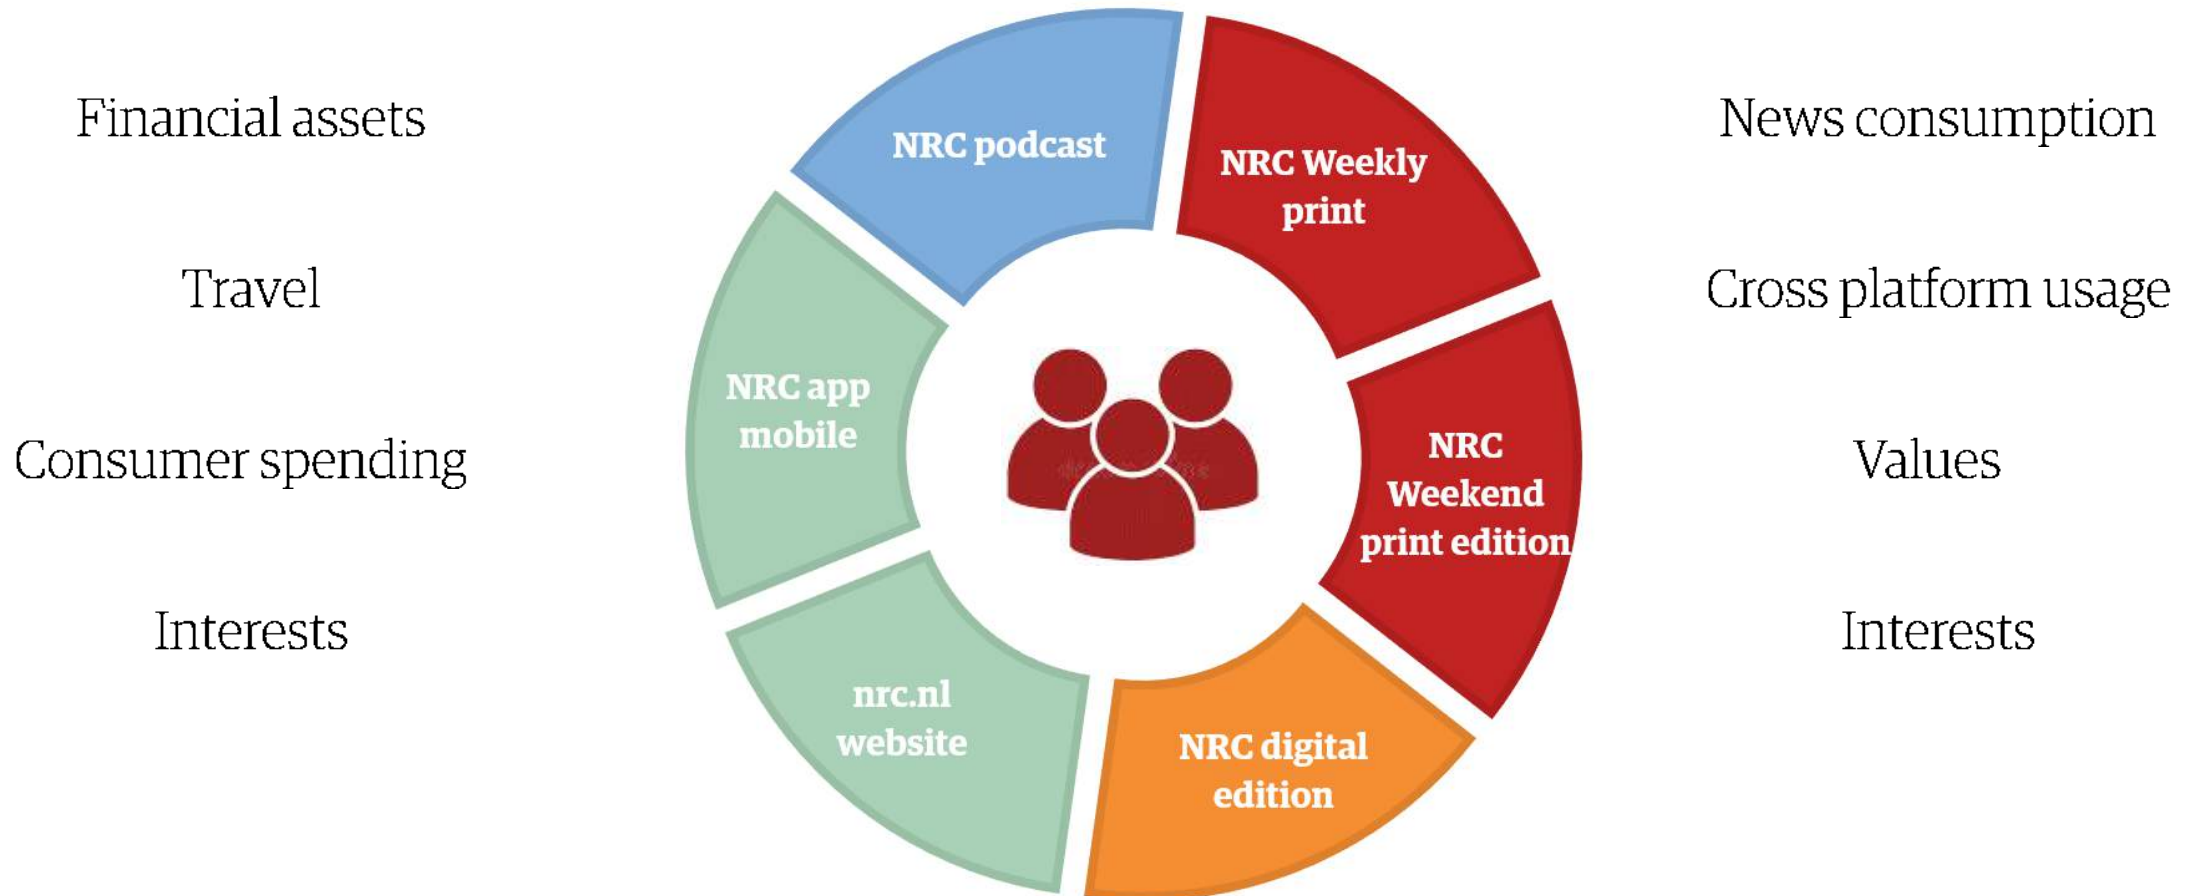 Financial assets
Travel
Consumer spending
Interests
NRC podcast
NRC Weekly
print
NRC app
mobile
NRC
Weekend
print edition
nrc.nl
website
NRC digital
edition
News consumption
Cross platform usage
Values
Interests